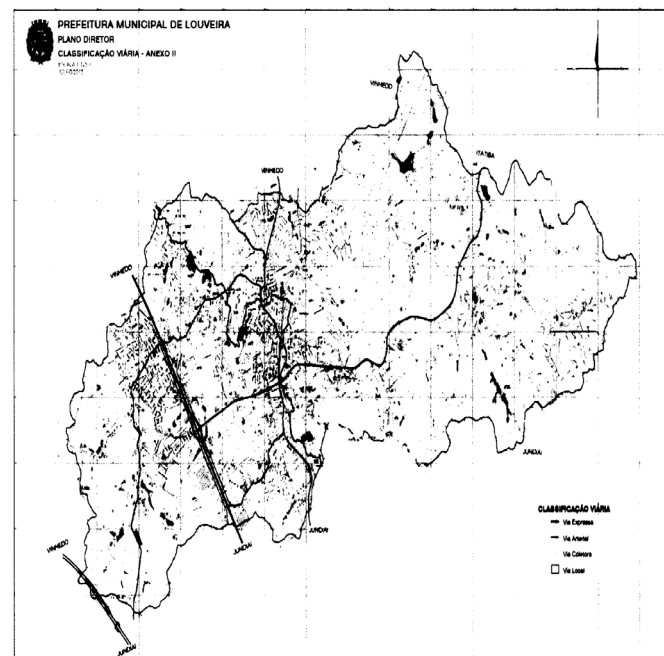 PREFEITURA MUNICIPAL DE LOUVEIRA
PLANO DIRETOR
CLASSIFICAÇÃO VIÁRIA - ANEXO II
VINHEDO
ITATIBA
VINHEDO
VINHEDO
JUNDIAÍ
CLASSIFICAÇÃO VIÁRIA
Via Expressa
Via Arterial
Via Coletora
Via Local
JUNDIAÍ
JUNDIAÍ
VINHEDO
JUNDIAÍ